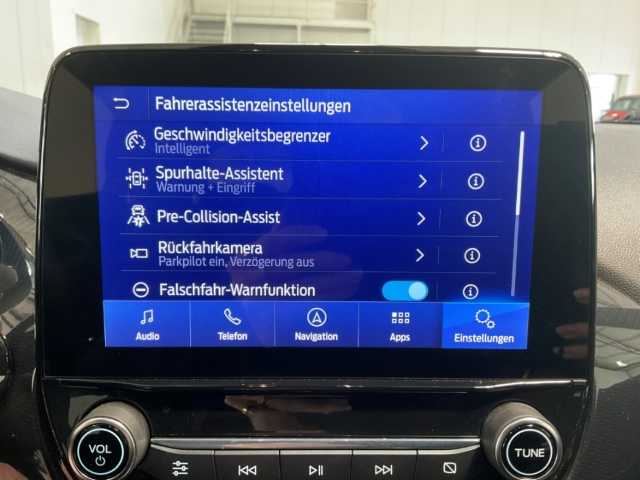 Fahrerassistenzeinstellungen
Geschwindigkeitsbegrenzer
Intelligent
Spurhalte-Assistent
Warnung + Eingriff
Pre-Collision-Assist
Rückfahrkamera
Parkpilot ein, Verzögerung aus
Falschfahr-Warnfunktion
Audio
Telefon
Navigation
Apps
Einstellungen
VOL
TUNE